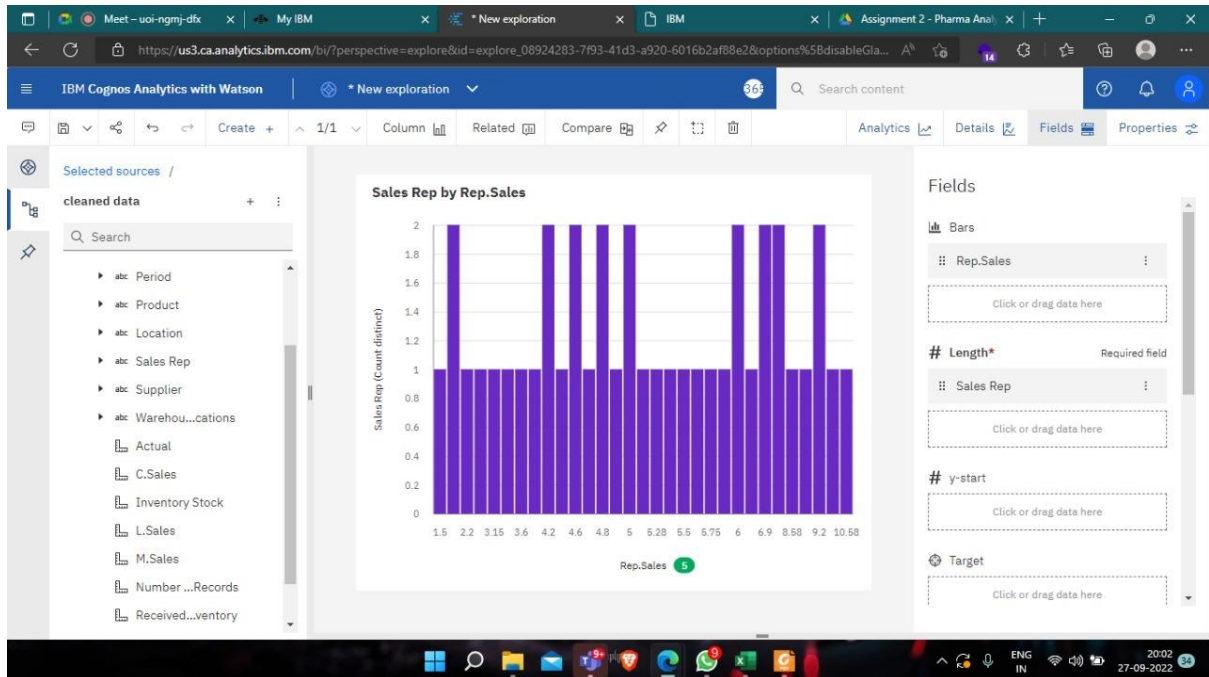 Meet – uoi-ngmj-dfx
My IBM
* New exploration
IBM
Assignment 2 - Pharma Analy
https://us3.ca.analytics.ibm.com/bi/?perspective=explore&id=explore_08924283-7f93-41d3-a920-6016b2af88e2&options%5BdisableGla...
14
IBM Cognos Analytics with Watson
* New exploration
Search content
Create +
1/1
Column
Related
Compare
Analytics
Details
Fields
Properties
Selected sources /
cleaned data
Search
abc Period
abc Product
abc Location
abc Sales Rep
abc Supplier
abc Warehou...cations
Actual
C.Sales
Inventory Stock
L.Sales
M.Sales
Number ...Records
Received...ventory
Sales Rep by Rep.Sales
Sales Rep (Count distinct)
2
1.8
1.6
1.4
1.2
1
0.8
0.6
0.4
0.2
0
1.5 2.2 3.15 3.6 4.2 4.6 4.8 5 5.28 5.5 5.75 6 6.9 8.58 9.2 10.58
Rep.Sales 5
Fields
Bars
Rep.Sales
Click or drag data here
# Length* Required field
Sales Rep
Click or drag data here
# y-start
Click or drag data here
Target
Click or drag data here
9+
9
ENG
IN
20:02
27-09-2022
34